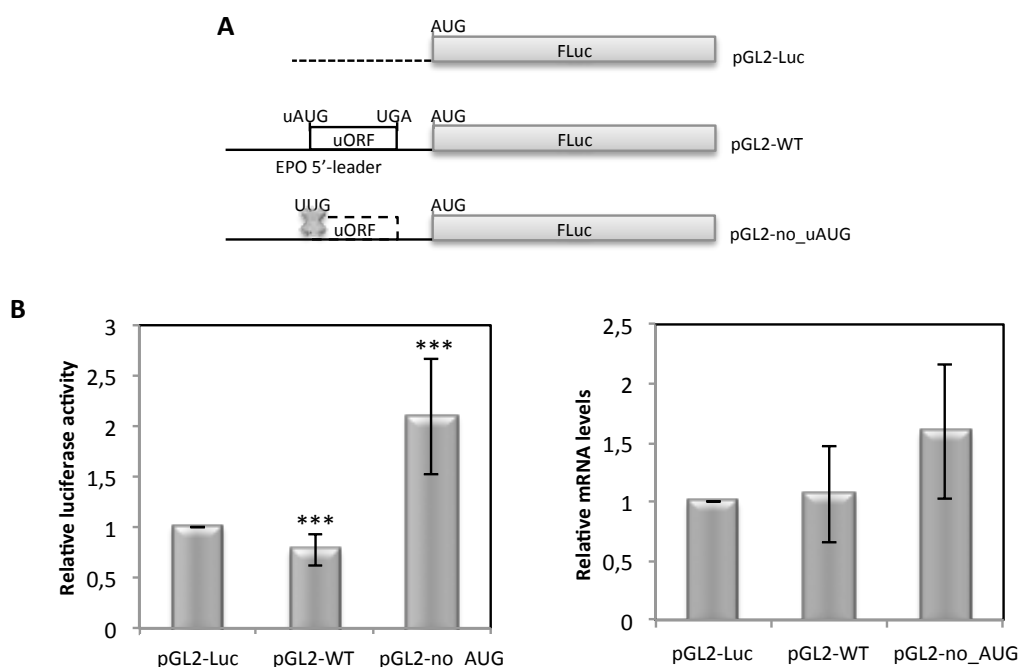 A
AUG
FLuc
pGL2-Luc
uAUG UGA AUG
uORF FLuc
pGL2-WT
EPO 5’-leader
UUG AUG
uORF FLuc
pGL2-no_uAUG
B
Relative luciferase activity
3
2,5
2
1,5
1
0,5
0
***
***
pGL2-Luc pGL2-WT pGL2-no_AUG
Relative mRNA levels
2,5
2
1,5
1
0,5
0
pGL2-Luc pGL2-WT pGL2-no_AUG